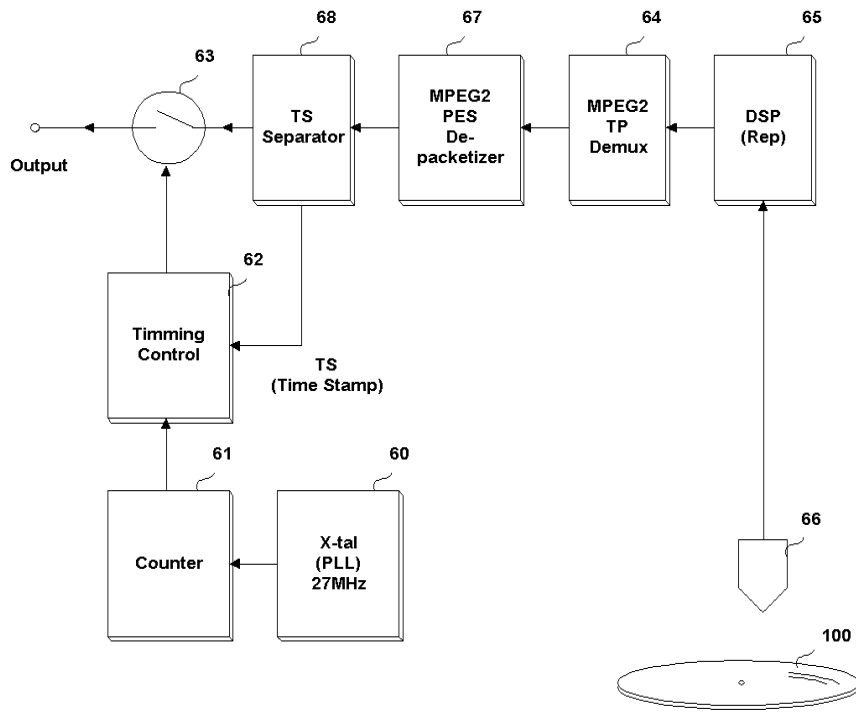 68
67
64
65
63
TS
Separator
MPEG2
PES
De-
packetizer
MPEG2
TP
Demux
DSP
(Rep)
Output
62
Timming
Control
TS
(Time Stamp)
61
60
Counter
X-tal
(PLL)
27MHz
66
100